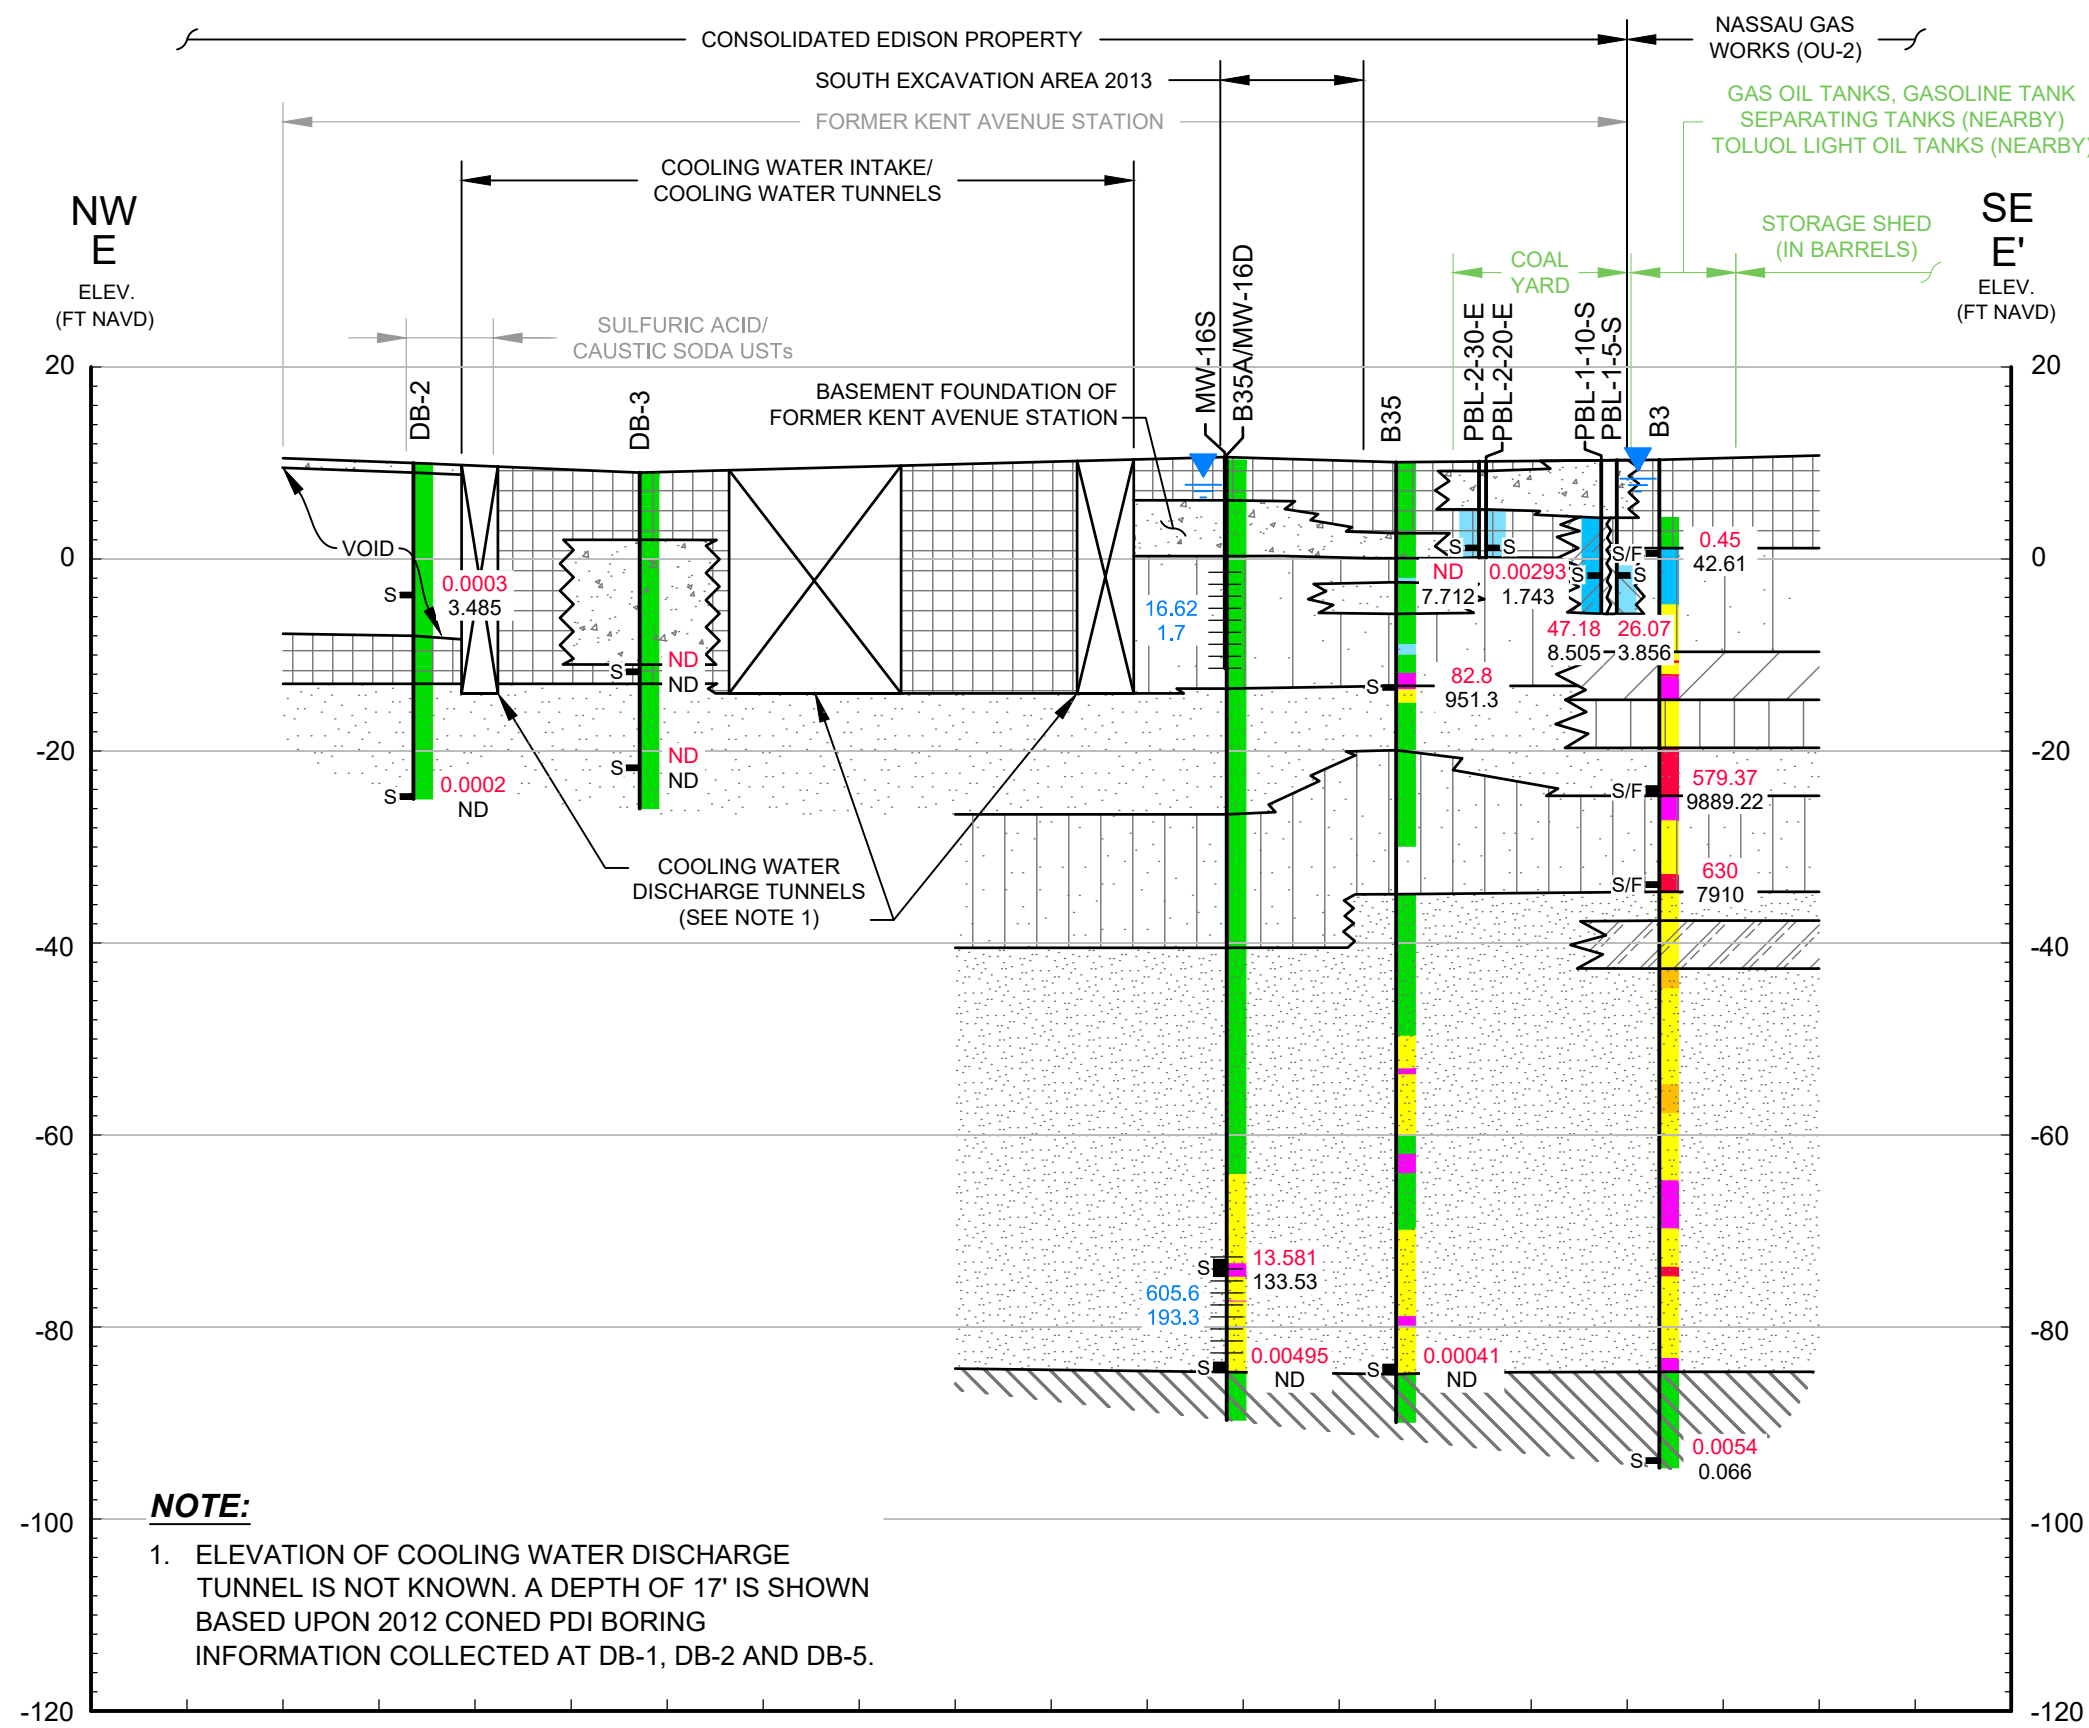 CONSOLIDATED EDISON PROPERTY
NASSAU GAS
WORKS (OU-2)
SOUTH EXCAVATION AREA 2013
GAS OIL TANKS, GASOLINE TANK
SEPARATING TANKS (NEARBY)
TOLUOL LIGHT OIL TANKS (NEARBY)
FORMER KENT AVENUE STATION
COOLING WATER INTAKE/
COOLING WATER TUNNELS
NW
E
ELEV.
(FT NAVD)
SE
E'
ELEV.
(FT NAVD)
STORAGE SHED
(IN BARRELS)
COAL
YARD
SULFURIC ACID/
CAUSTIC SODA USTs
BASEMENT FOUNDATION OF
FORMER KENT AVENUE STATION
DB-2
DB-3
MW-16S
B35A/MW-16D
B35
PBL-2-30-E
PBL-2-20-E
PBL-1-10-S
PBL-1-5-S
B3
20
20
VOID
0
0
S
0.0003
3.485
S
ND
ND
S
ND
ND
S
0.0002
ND
16.62
1.7
S
S
ND
7.712
0.00293
1.743
S
S
47.18
8.505
26.07
3.856
S/F
0.45
42.61
S
82.8
951.3
-20
-20
S/F
579.37
9889.22
S/F
630
7910
COOLING WATER
DISCHARGE TUNNELS
(SEE NOTE 1)
-40
-40
-60
-60
S
13.581
133.53
605.6
193.3
-80
-80
S
0.00495
ND
S
0.00041
ND
S
0.0054
0.066
-100
-100
NOTE:
1. ELEVATION OF COOLING WATER DISCHARGE
TUNNEL IS NOT KNOWN. A DEPTH OF 17' IS SHOWN
BASED UPON 2012 CONED PDI BORING
INFORMATION COLLECTED AT DB-1, DB-2 AND DB-5.
-120
-120